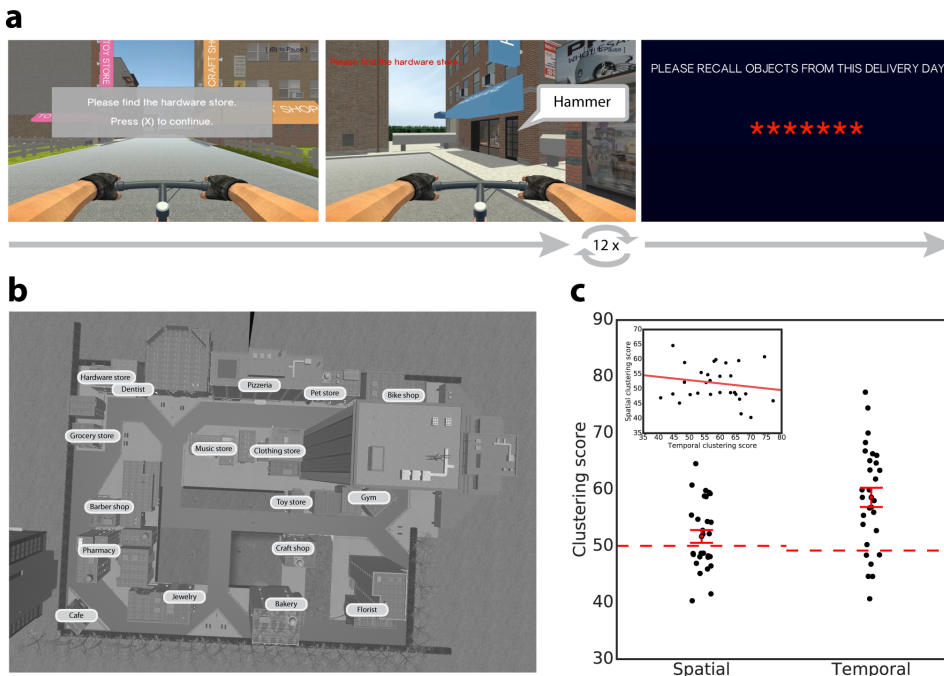 a
TOY STORE
CRAFT SHOP
to Pause ]
Please find the hardware store.
Press (X) to continue.
Please find the hardware store
to Pause ]
Hammer
PLEASE RECALL OBJECTS FROM THIS DELIVERY DAY
*******
12 x
b
Hardware store
Dentist
Pizzeria
Pet store
Bike shop
Grocery store
Music store
Clothing store
Toy store
Gym
Barber shop
Pharmacy
Craft shop
Jewelry
Bakery
Florist
Cafe
c
Clustering score
90
80
70
60
50
40
30
Spatial
Temporal
Spatial clustering score
70
65
60
55
50
45
40
35
35 40 45 50 55 60 65 70 75 80
Temporal clustering score